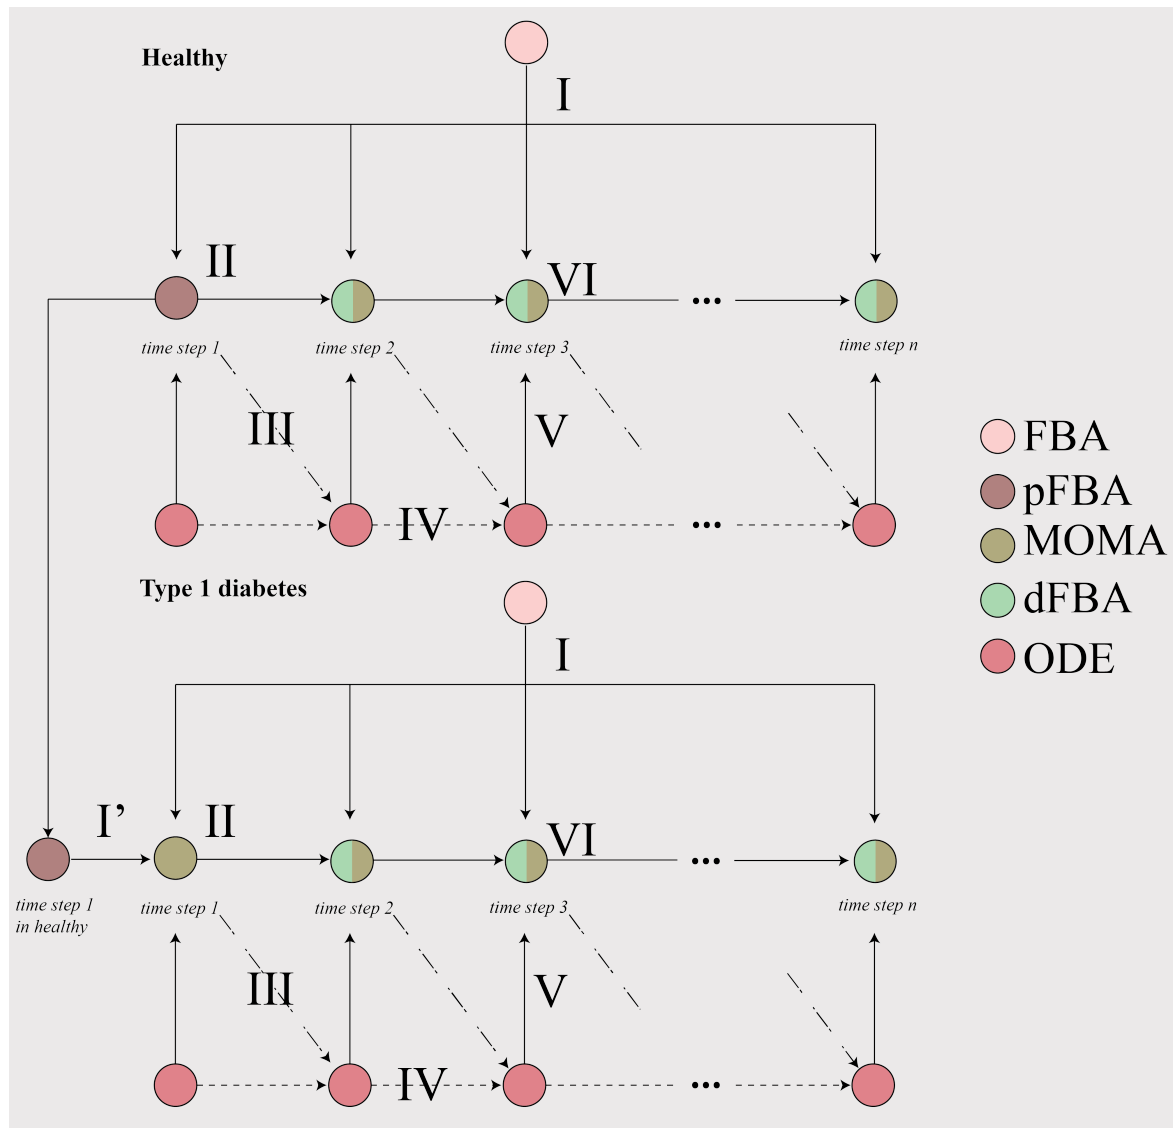 Healthy
I
II
VI
...
time step 1
time step 2
time step 3
time step n
III
V
IV
...
FBA
pFBA
MOMA
dFBA
ODE
Type 1 diabetes
I
I’
II
VI
...
time step 1
in healthy
time step 1
time step 2
time step 3
time step n
III
V
IV
...